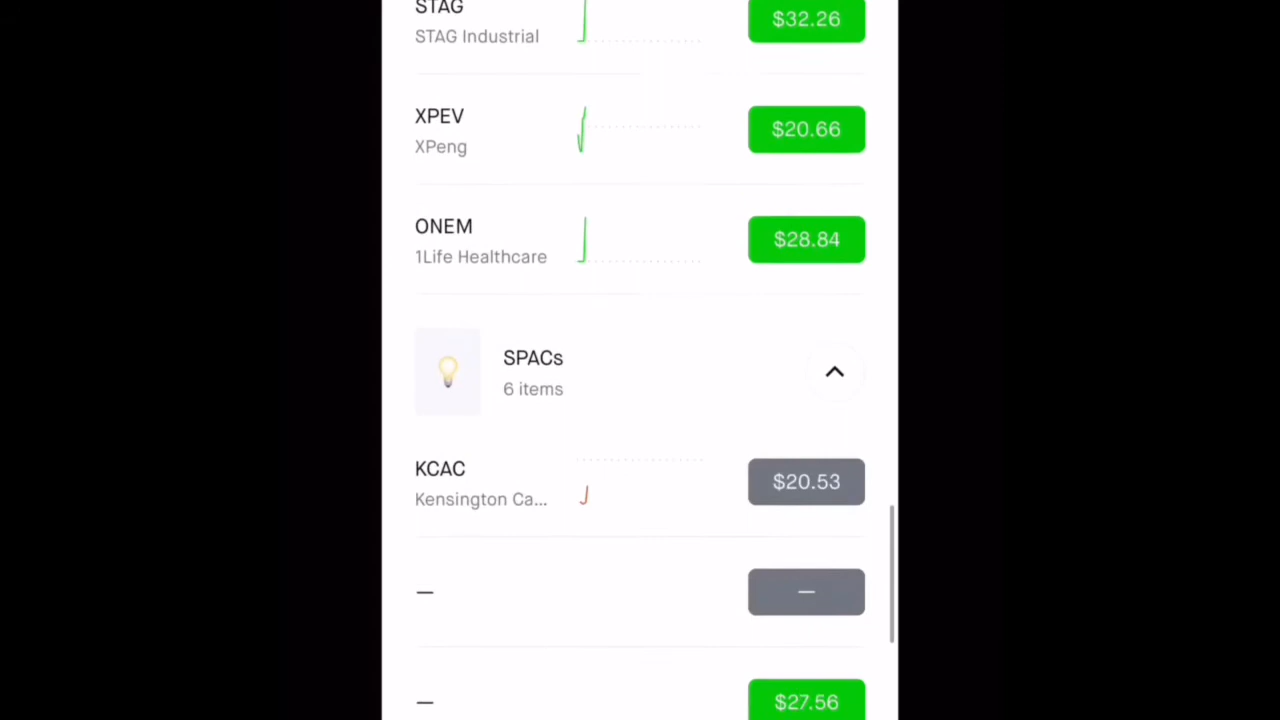 STAG
$32.26
STAG Industrial
XPEV
$20.66
XPeng
ONEM
$28.84
1Life Healthcare
SPACs
6 items
KCAC
$20.53
Kensington Ca...
—
—
—
$27.56